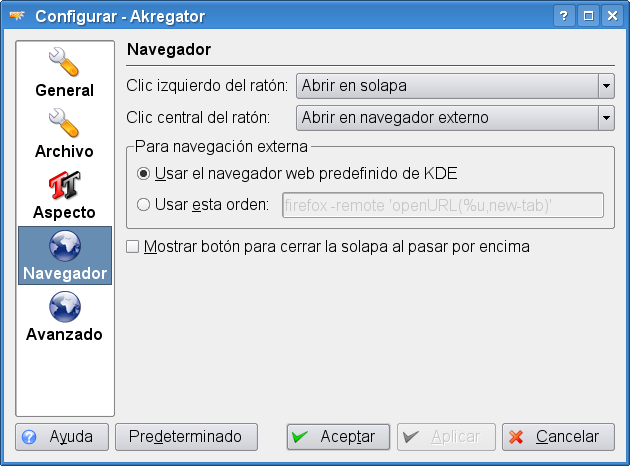 Configurar - Akregator
General
Archivo
Aspecto
Navegador
Avanzado
Navegador
Clic izquierdo del ratón: Abrir en solapa
Clic central del ratón: Abrir en navegador externo
Para navegación externa
Usar el navegador web predefinido de KDE
Usar esta orden: firefox -remote 'openURL(%u,new-tab)'
Mostrar botón para cerrar la solapa al pasar por encima
Ayuda Predeterminado Aceptar Aplicar Cancelar